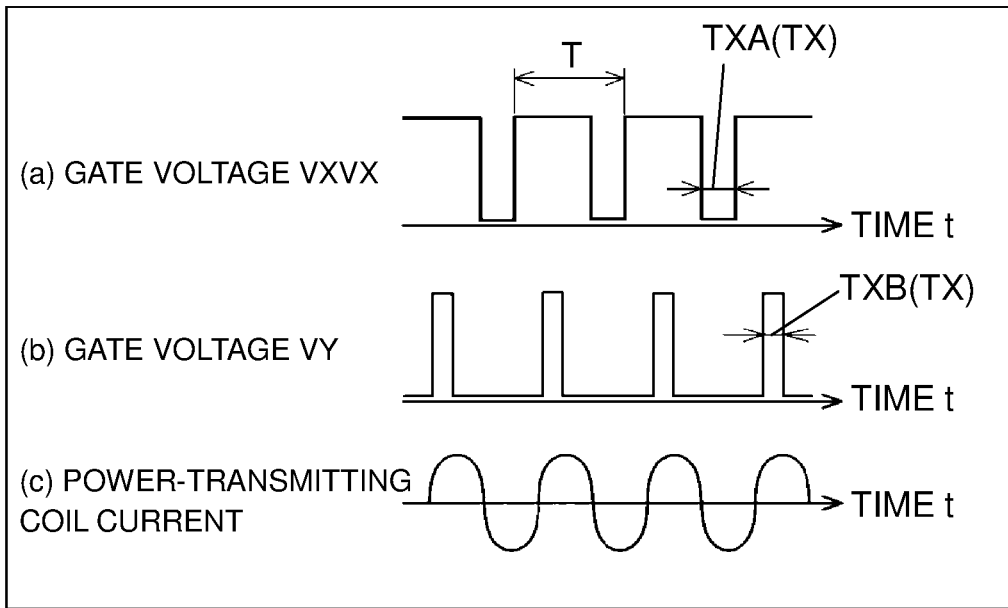 TXA(TX)
T
(a) GATE VOLTAGE VXVX
TIME t
TXB(TX)
(b) GATE VOLTAGE VY
TIME t
(c) POWER-TRANSMITTING
COIL CURRENT
TIME t